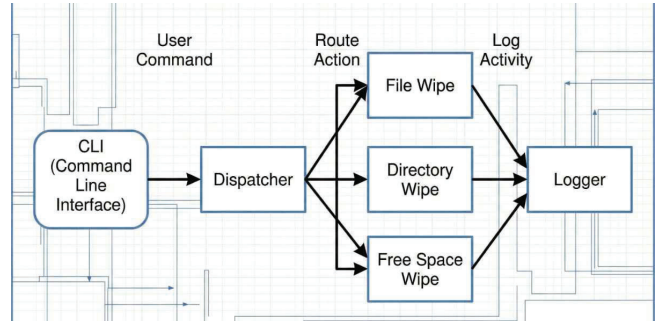 User
Command
Route
Action
Log
Activity
File Wipe
CLI
(Command
Line
Interface)
Dispatcher
Directory
Wipe
Logger
Free Space
Wipe